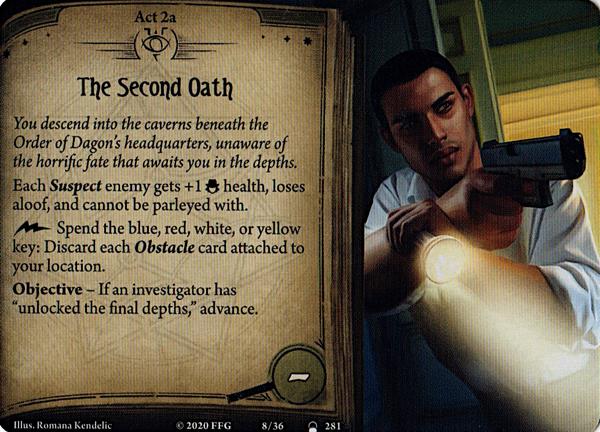 Act 2a
The Second Oath
You descend into the caverns beneath the
Order of Dagon's headquarters, unaware of
the horrific fate that awaits you in the depths.
Each Suspect enemy gets +1 health, loses
aloof, and cannot be parleyed with.
Spend the blue, red, white, or yellow
key: Discard each Obstacle card attached to
your location.
Objective – If an investigator has
"unlocked the final depths," advance.
–
Illus. Romana Kendelic © 2020 FFG 8/36 281